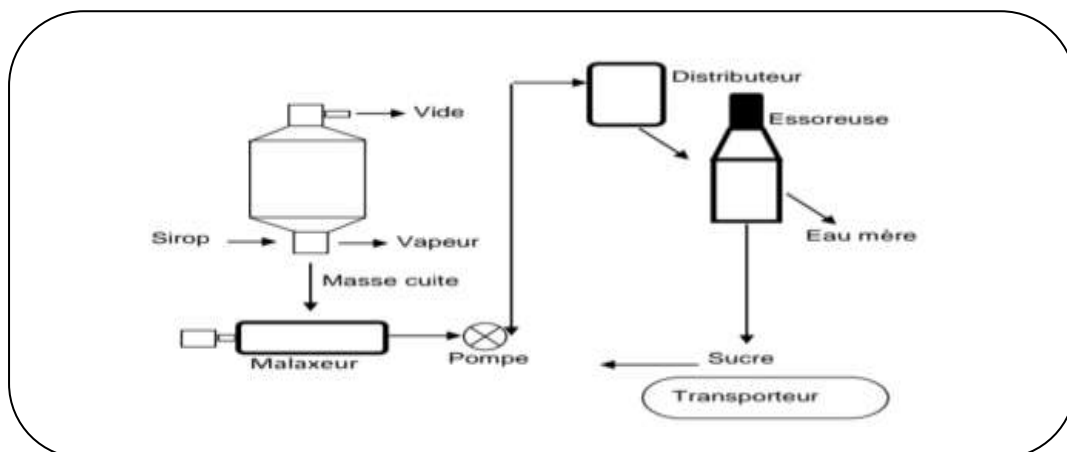 Distributeur
Vide
Essoreuse
Sirop
Vapeur
Eau mère
Masse cuite
Malaxeur
Pompe
Sucre
Transporteur